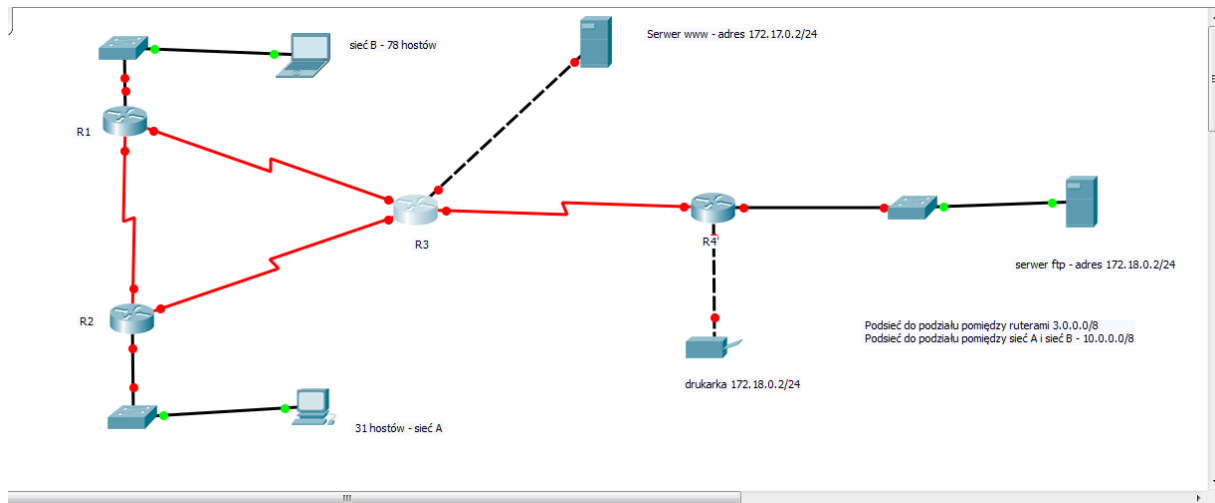 sieć B - 78 hostów
Serwer www - adres 172.17.0.2/24
R1
R3
R4
serwer ftp - adres 172.18.0.2/24
R2
Podsieć do podziału pomiędzy ruterami 3.0.0.0/8
Podsieć do podziału pomiędzy sieć A i sieć B - 10.0.0.0/8
drukarka 172.18.0.2/24
31 hostów - sieć A